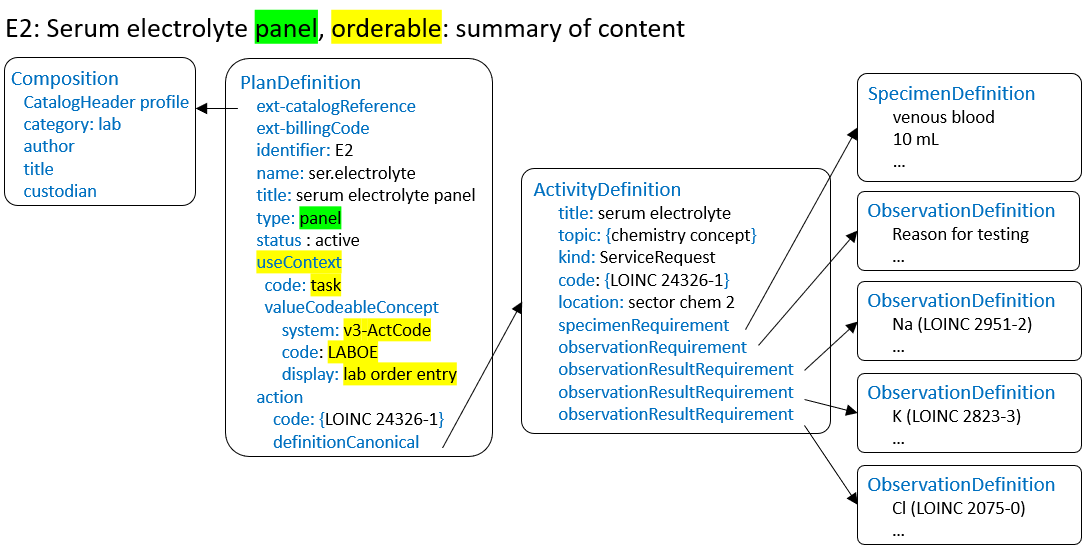 E2: Serum electrolyte panel, orderable: summary of content
Composition
CatalogHeader profile
category: lab
author
title
custodian
PlanDefinition
ext-catalogReference
ext-billingCode
identifier: E2
name: ser.electrolyte
title: serum electrolyte panel
type: panel
status : active
useContext
code: task
valueCodeableConcept
system: v3-ActCode
code: LABOE
display: lab order entry
action
code: {LOINC 24326-1}
definitionCanonical
ActivityDefinition
title: serum electrolyte
topic: {chemistry concept}
kind: ServiceRequest
code: {LOINC 24326-1}
location: sector chem 2
specimenRequirement
observationRequirement
observationResultRequirement
observationResultRequirement
observationResultRequirement
SpecimenDefinition
venous blood
10 mL
...
ObservationDefinition
Reason for testing
...
ObservationDefinition
Na (LOINC 2951-2)
...
ObservationDefinition
K (LOINC 2823-3)
...
ObservationDefinition
Cl (LOINC 2075-0)
...